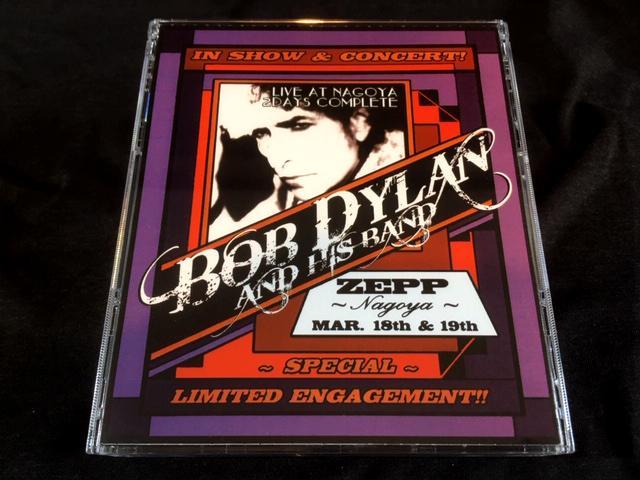 IN SHOW & CONCERT!
LIVE AT NAGOYA
2DAYS COMPLETE
BOB DYLAN
AND HIS BAND
ZEPP
~ Nagoya ~
MAR. 18th & 19th
~ SPECIAL ~
LIMITED ENGAGEMENT!!